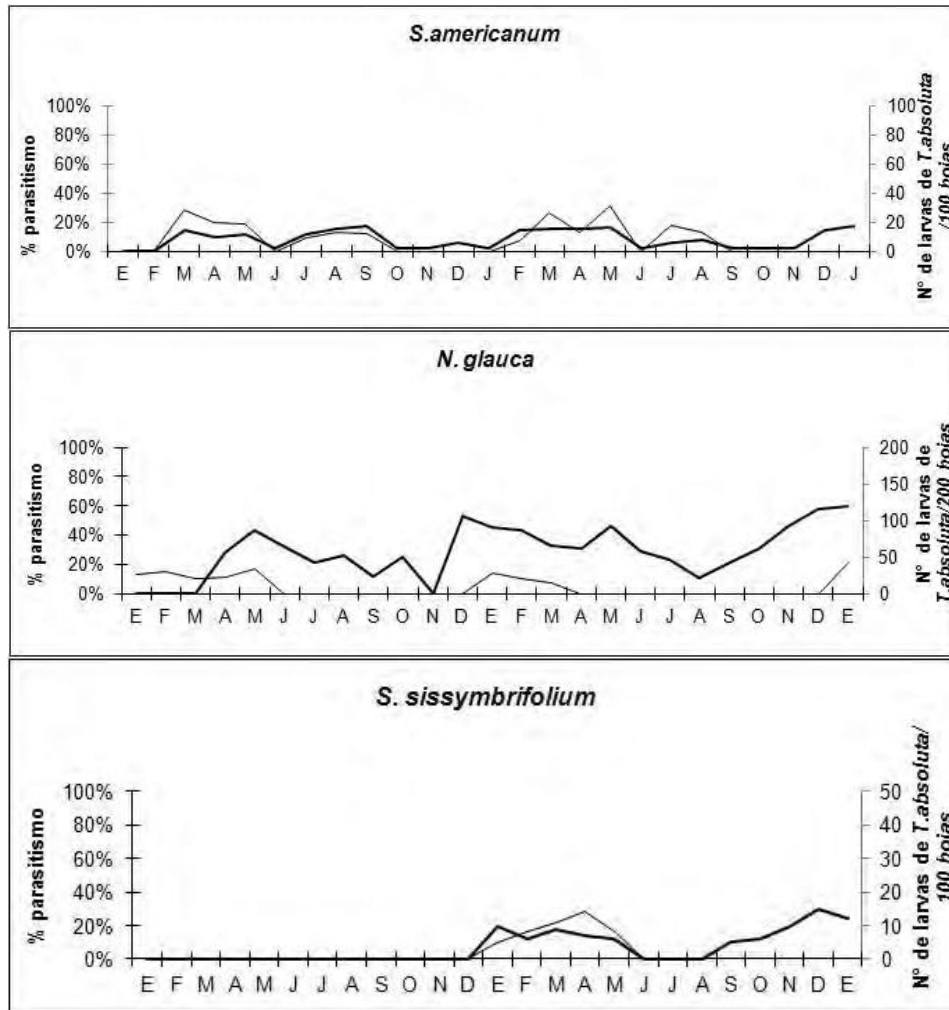 S.americanum
% parasitismo
100%
80%
60%
40%
20%
0%
100
80
60
40
20
0
N° de larvas de T.absoluta
/100 hojas
E F M A M J J A S O N D E F M A M J J A S O N D J
N. glauca
% parasitismo
100%
80%
60%
40%
20%
0%
200
150
100
50
0
N° de larvas de
T.absoluta/200 hojas
E F M A M J J A S O N D E F M A M J J A S O N D E
S. sissymbrifolium
% parasitismo
100%
80%
60%
40%
20%
0%
50
40
30
20
10
0
N° de larvas de T.absoluta/
100 hojas
E F M A M J J A S O N D E F M A M J J A S O N D E